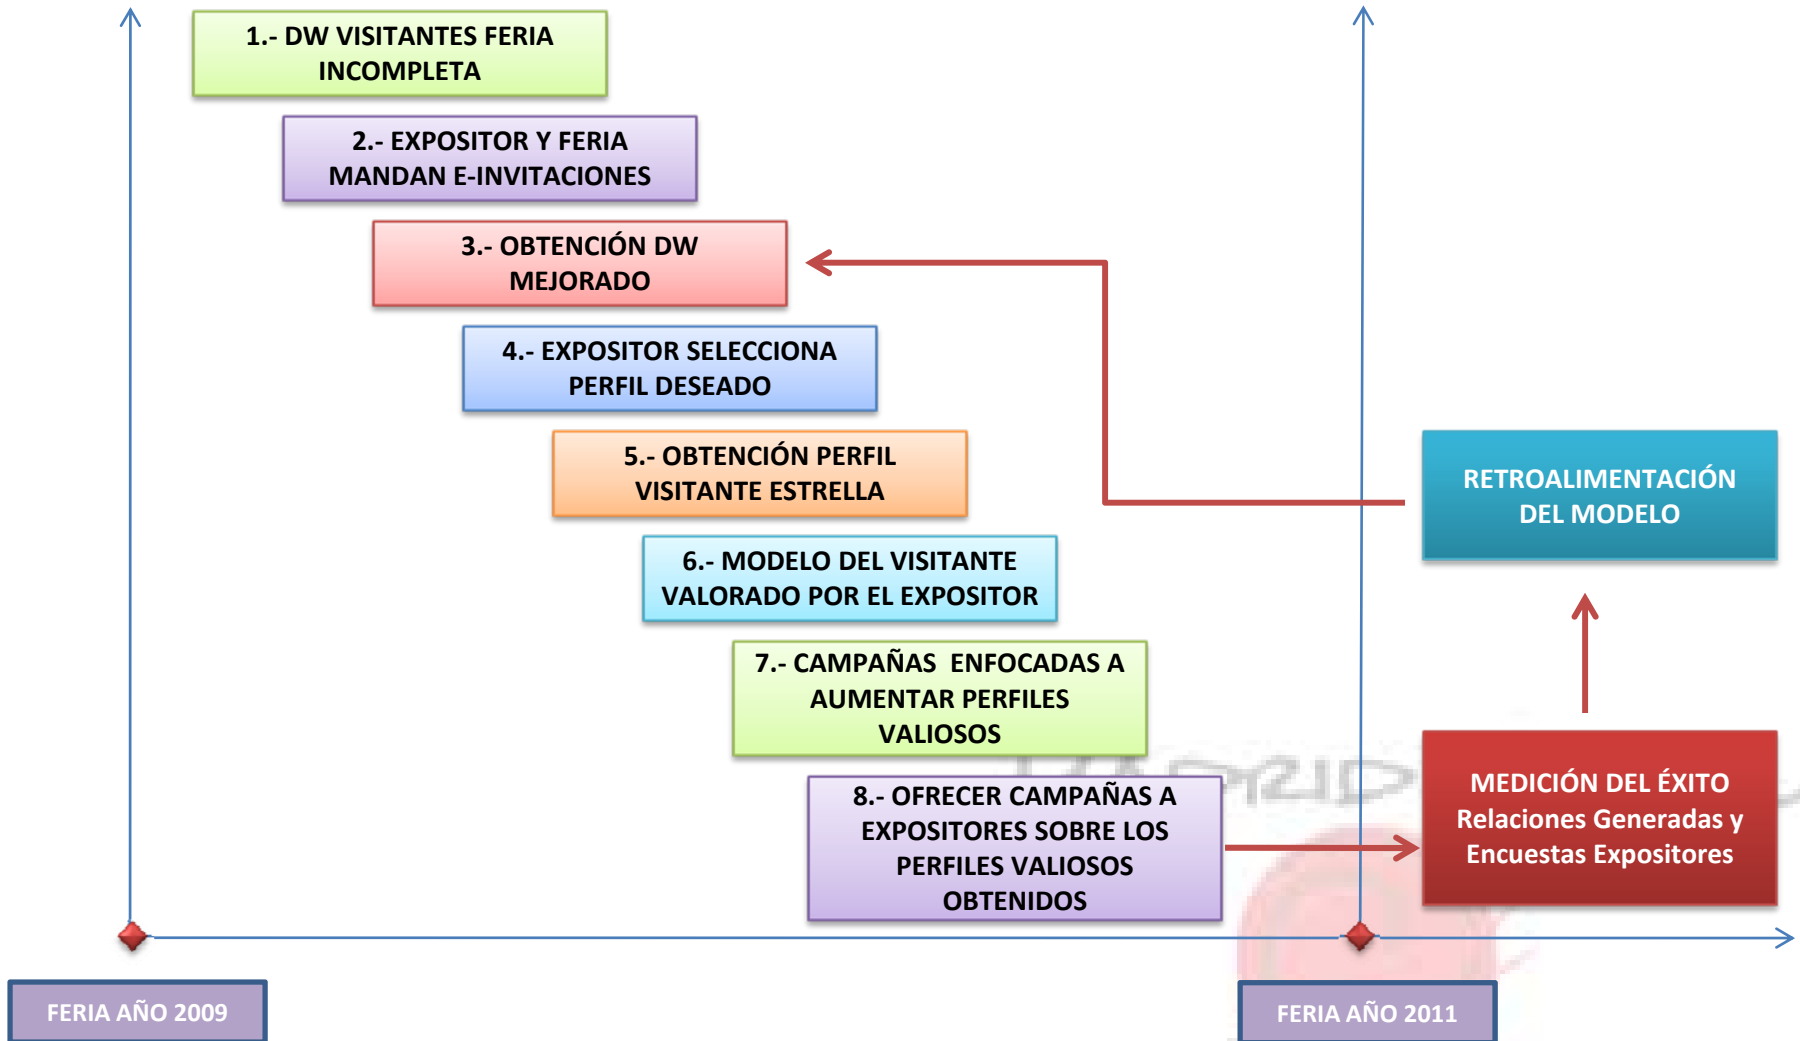 1.- DW VISITANTES FERIA
INCOMPLETA
2.- EXPOSITOR Y FERIA
MANDAN E-INVITACIONES
3.- OBTENCIÓN DW
MEJORADO
4.- EXPOSITOR SELECCIONA
PERFIL DESEADO
5.- OBTENCIÓN PERFIL
VISITANTE ESTRELLA
6.- MODELO DEL VISITANTE
VALORADO POR EL EXPOSITOR
7.- CAMPAÑAS  ENFOCADAS A
AUMENTAR PERFILES
VALIOSOS
8.- OFRECER CAMPAÑAS A
EXPOSITORES SOBRE LOS
PERFILES VALIOSOS
OBTENIDOS
RETROALIMENTACIÓN
DEL MODELO
MEDICIÓN DEL ÉXITO
Relaciones Generadas y
Encuestas Expositores
FERIA AÑO 2009
FERIA AÑO 2011